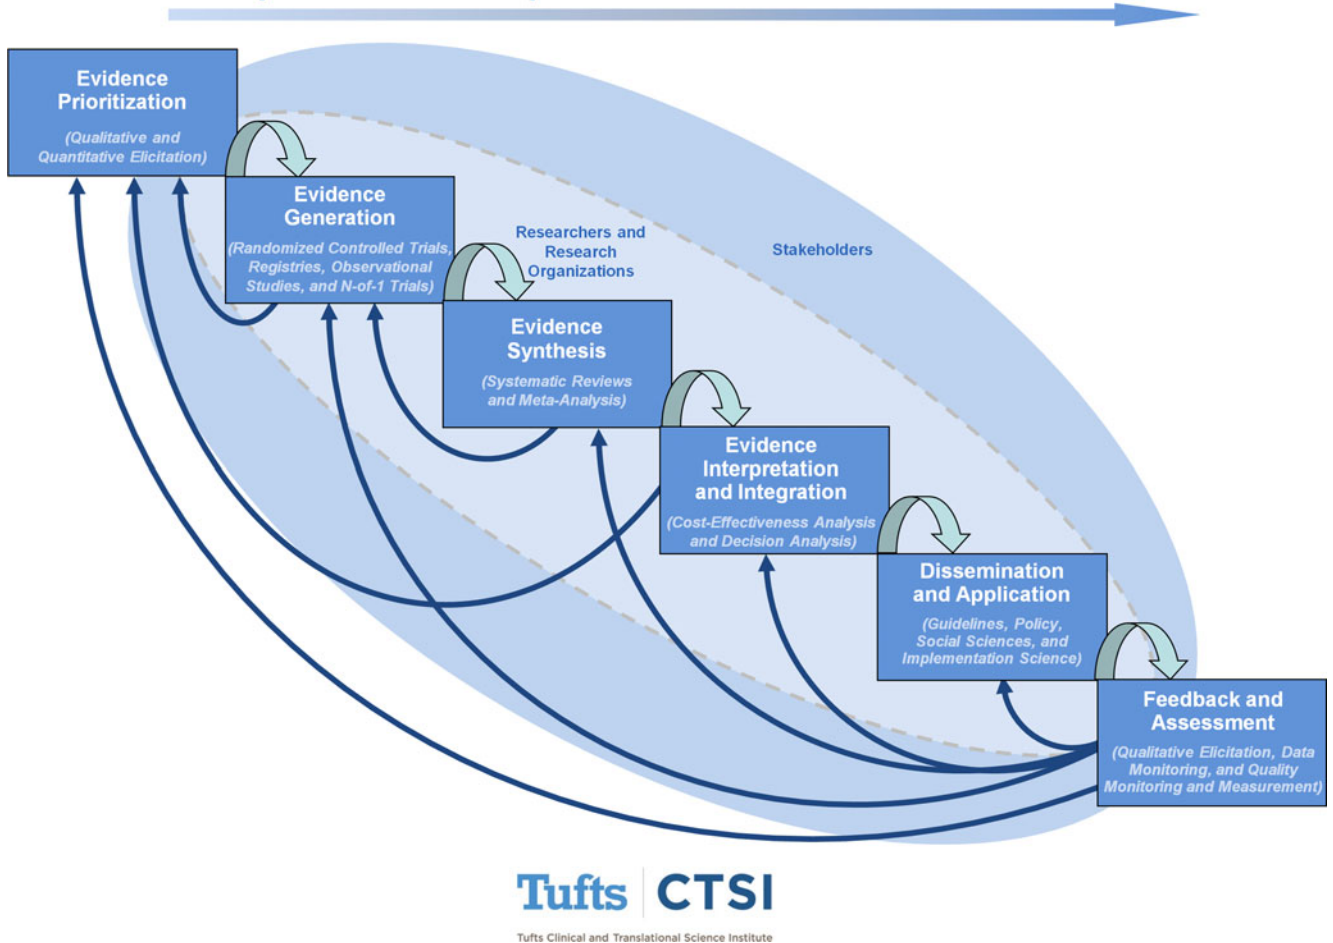 Evidence
Prioritization
(Qualitative and
Quantitative Elicitation)
Evidence
Generation
(Randomized Controlled Trials,
Registries, Observational
Studies, and N-of-1 Trials)
Researchers and
Research
Organizations
Stakeholders
Evidence
Synthesis
(Systematic Reviews
and Meta-Analysis)
Evidence
Interpretation
and Integration
(Cost-Effectiveness Analysis
and Decision Analysis)
Dissemination
and Application
(Guidelines, Policy,
Social Sciences, and
Implementation Science)
Feedback and
Assessment
(Qualitative Elicitation, Data
Monitoring, and Quality
Monitoring and Measurement)
Tufts CTSI
Tufts Clinical and Translational Science Institute